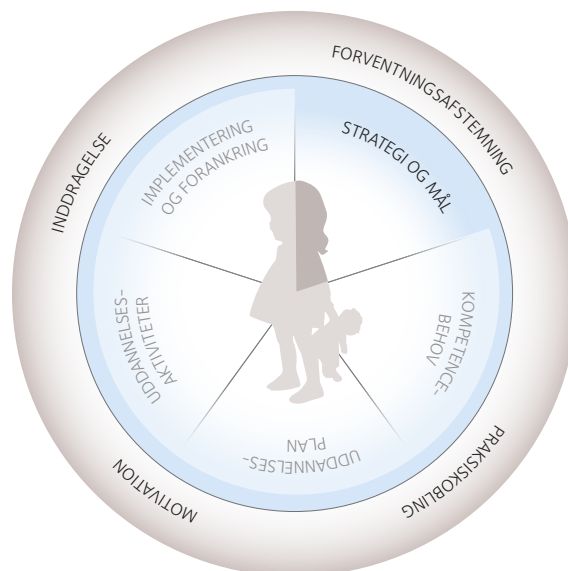 FORVENTNINGSAFSTEMNING
PRAKSISKOBLING
MOTIVATION
INDDRAGELSE
STRATEGI OG MÅL
KOMPETENCE-
BEHOV
UDDANNELSES-
PLAN
UDDANNELSES-
AKTIVITETER
IMPLEMENTERING
OG FORANKRING